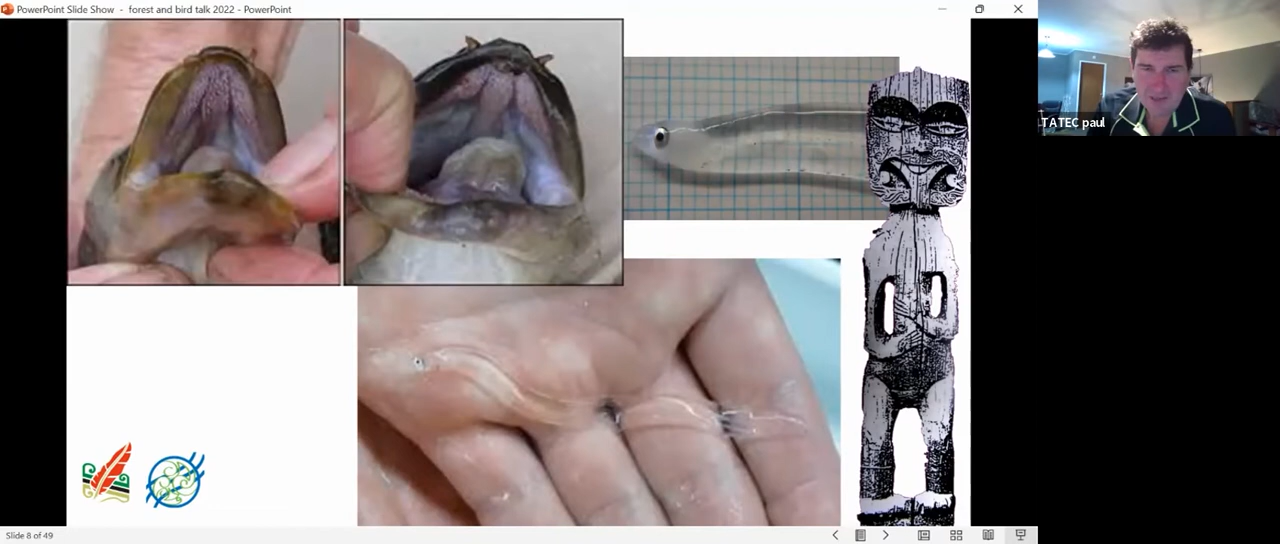 PowerPoint Slide Show - forest and bird talk 2022 - PowerPoint
TATEC paul
Slide 8 of 49